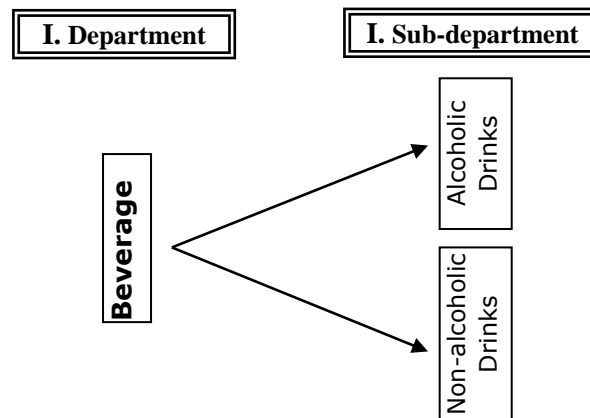 I. Department
I. Sub-department
Beverage
Alcoholic
Drinks
Non-alcoholic
Drinks